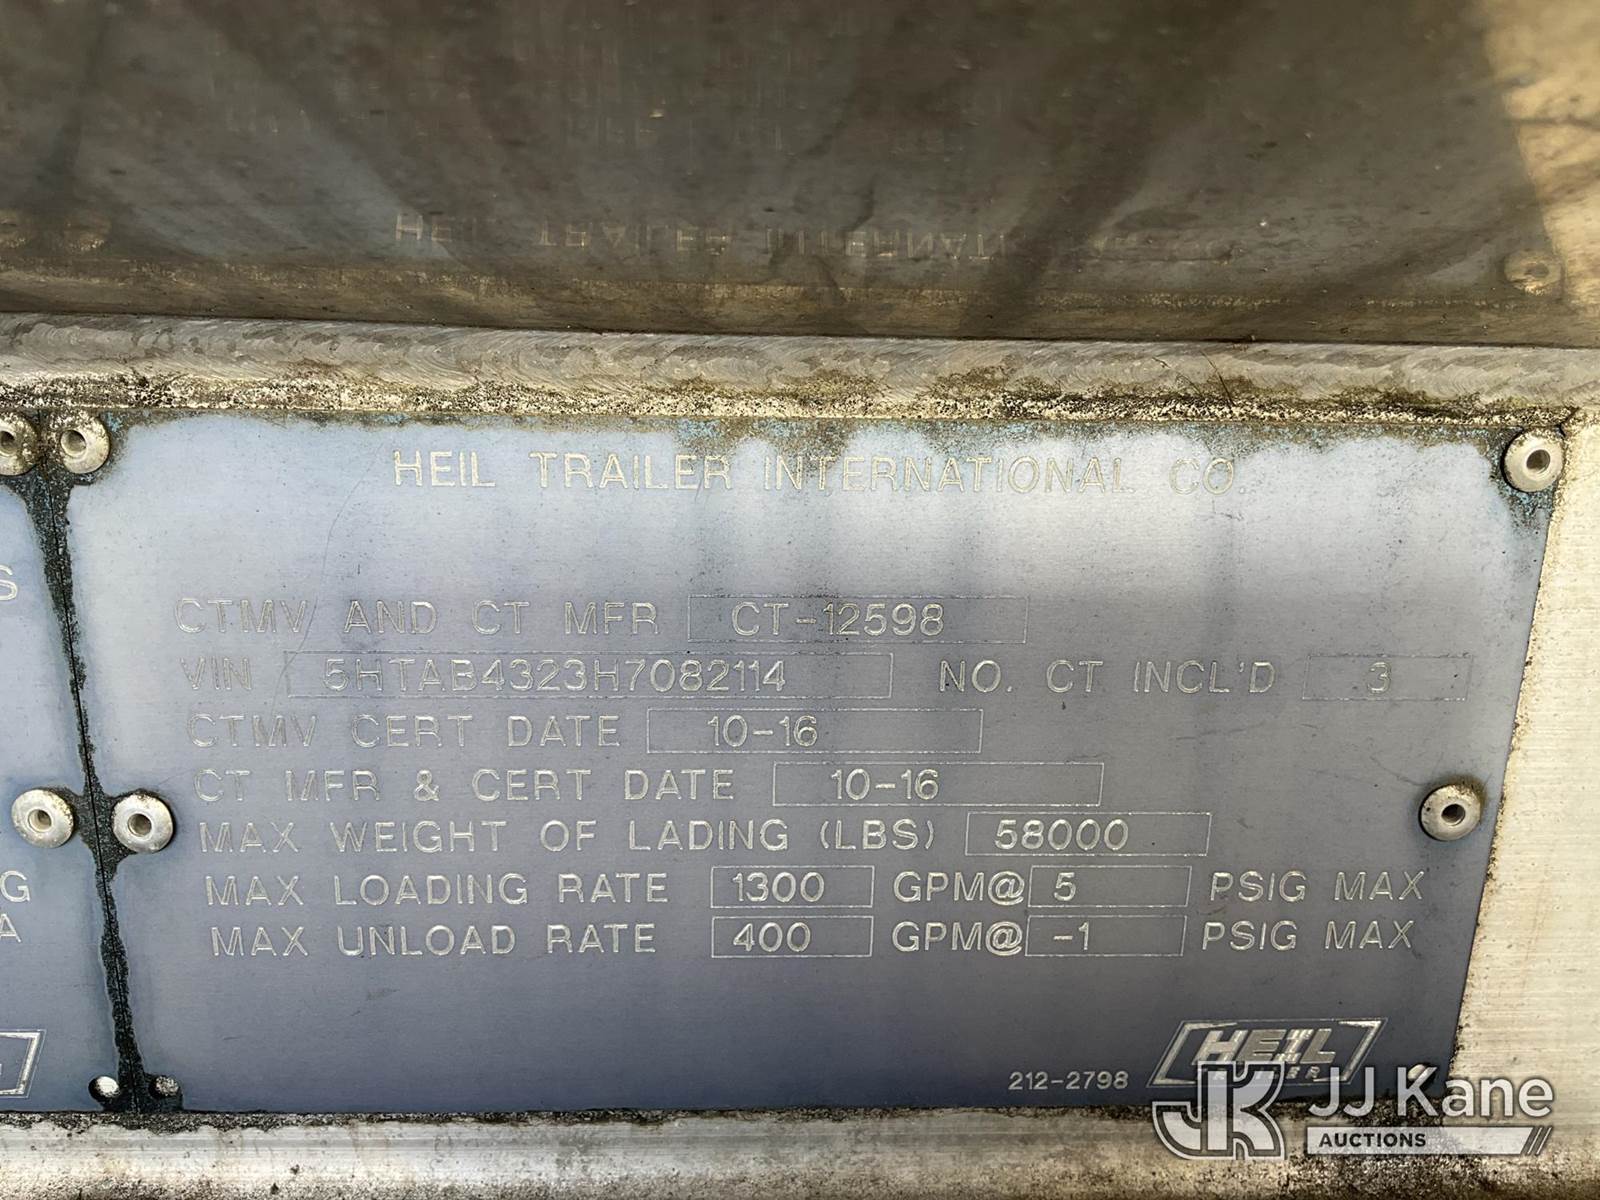 HEIL TRAILER INTERNATIONAL CO
CTMV AND CT MFR CT-12598
VIN 5HTAB4323H7082114 NO. CT INCL'D 3
CTMV CERT DATE 10-16
CT MFR & CERT DATE 10-16
MAX WEIGHT OF LADING (LBS) 58000
MAX LOADING RATE 1300 GPM@ 5 PSIG MAX
MAX UNLOAD RATE 400 GPM@ -1 PSIG MAX
212-2798
HEIL
TRAILER
S
G
A
JK JJ Kane
AUCTIONS